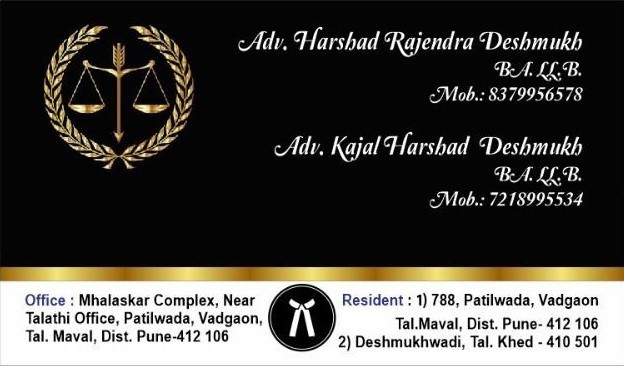 Adv. Harshad Rajendra Deshmukh
B.A. LL.B.
Mob.: 8379956578
Adv. Kajal Harshad Deshmukh
B.A. LL.B.
Mob.: 7218995534
Office : Mhalaskar Complex, Near
Talathi Office, Patilwada, Vadgaon,
Tal. Maval, Dist. Pune-412 106
Resident : 1) 788, Patilwada, Vadgaon
Tal.Maval, Dist. Pune- 412 106
2) Deshmukhwadi, Tal. Khed - 410 501